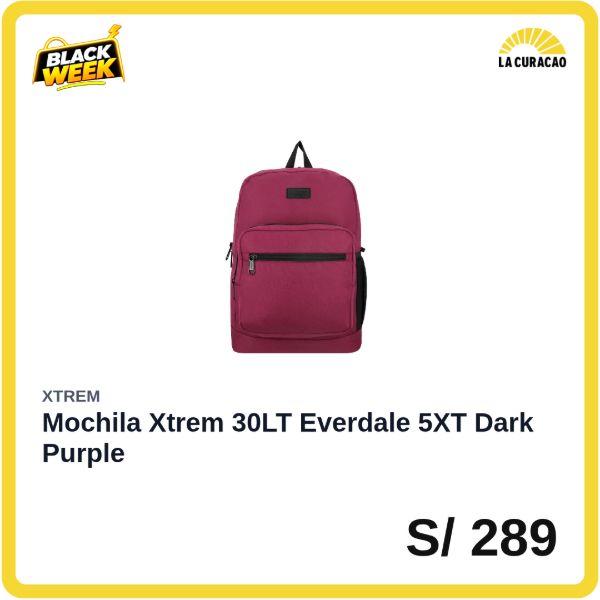 BLACK
WEEK
LA CURACAO
XTREM
Mochila Xtrem 30LT Everdale 5XT Dark
Purple
S/ 289